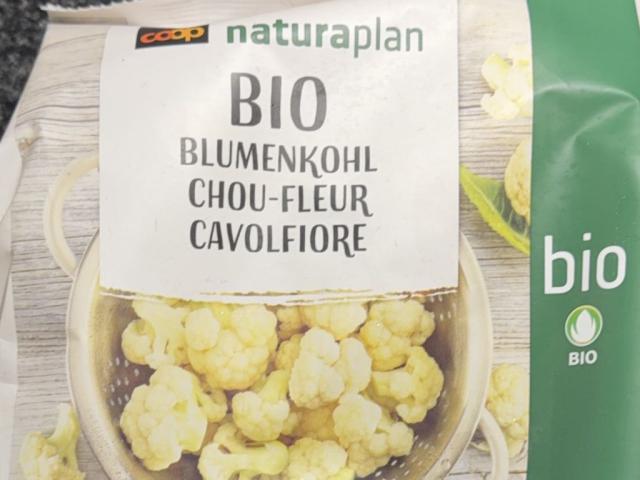 coop naturaplan
BIO
BLUMENKOHL
CHOU-FLEUR
CAVOLFIORE
bio
BIO